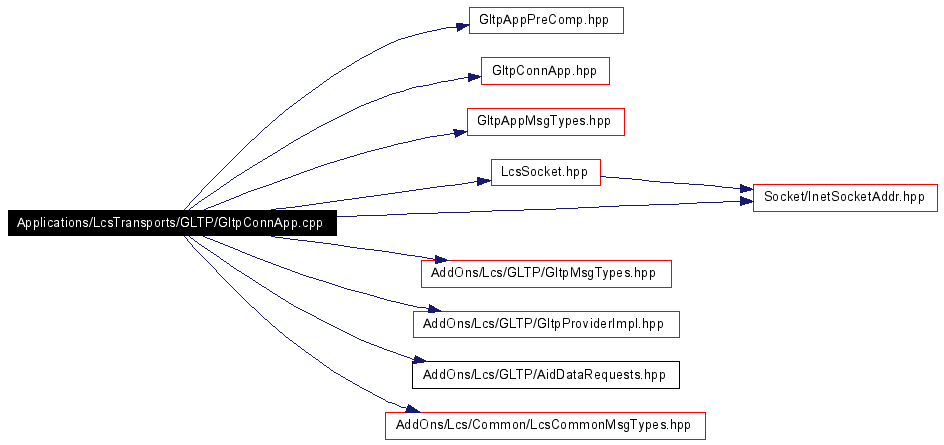 GltpAppPreComp.hpp
GltpConnApp.hpp
GltpAppMsgTypes.hpp
LcsSocket.hpp
Socket/InetSocketAddr.hpp
Applications/LcsTransports/GLTP/GltpConnApp.cpp
AddOns/Lcs/GLTP/GltpMsgTypes.hpp
AddOns/Lcs/GLTP/GltpProviderImpl.hpp
AddOns/Lcs/GLTP/AidDataRequests.hpp
AddOns/Lcs/Common/LcsCommonMsgTypes.hpp